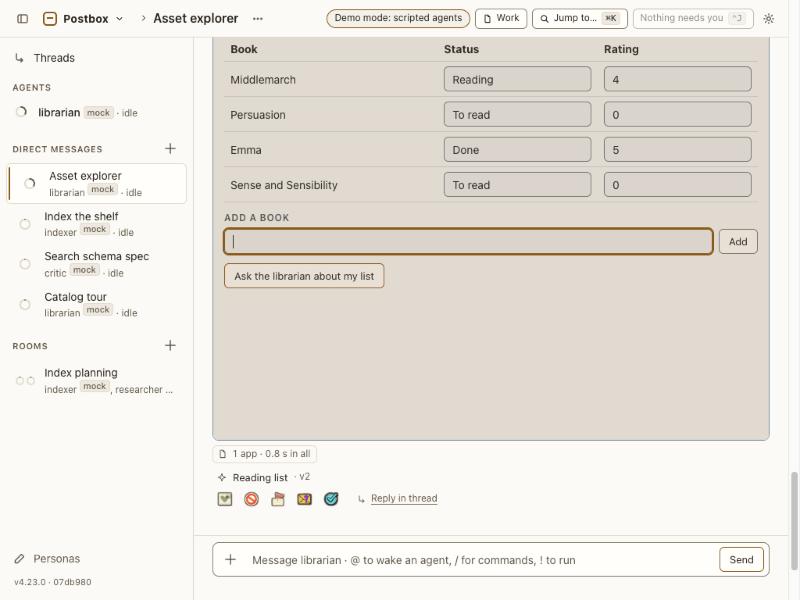 Postbox
Asset explorer
Demo mode: scripted agents
Work
Jump to... ⌘K
Nothing needs you ^J
Threads
AGENTS
librarian mock · idle
DIRECT MESSAGES
Asset explorer
librarian mock · idle
Index the shelf
indexer mock · idle
Search schema spec
critic mock · idle
Catalog tour
librarian mock · idle
ROOMS
Index planning
indexer mock , researcher ...
Personas
v4.23.0 · 07db980
Book Status Rating
Middlemarch Reading 4
Persuasion To read 0
Emma Done 5
Sense and Sensibility To read 0
ADD A BOOK
Add
Ask the librarian about my list
1 app · 0.8 s in all
Reading list · v2
Reply in thread
Message librarian · @ to wake an agent, / for commands, ! to run
Send